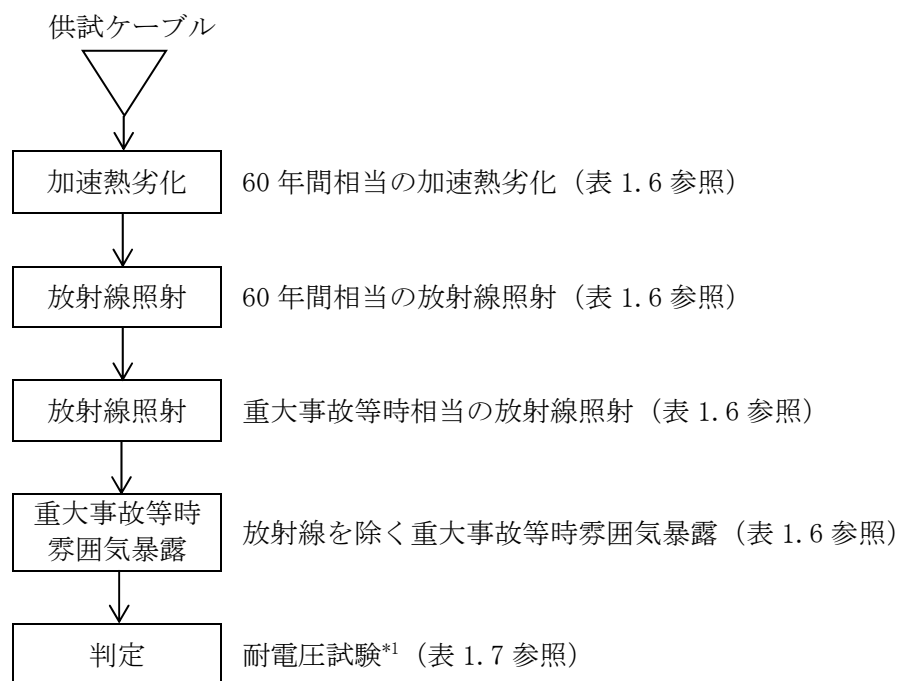 供試ケーブル
加速熱劣化 60 年間相当の加速熱劣化（表 1.6 参照）
放射線照射 60 年間相当の放射線照射（表 1.6 参照）
放射線照射 重大事故等時相当の放射線照射（表 1.6 参照）
重大事故等時
雰囲気暴露 放射線を除く重大事故等時雰囲気暴露（表 1.6 参照）
判定 耐電圧試験*1（表 1.7 参照）